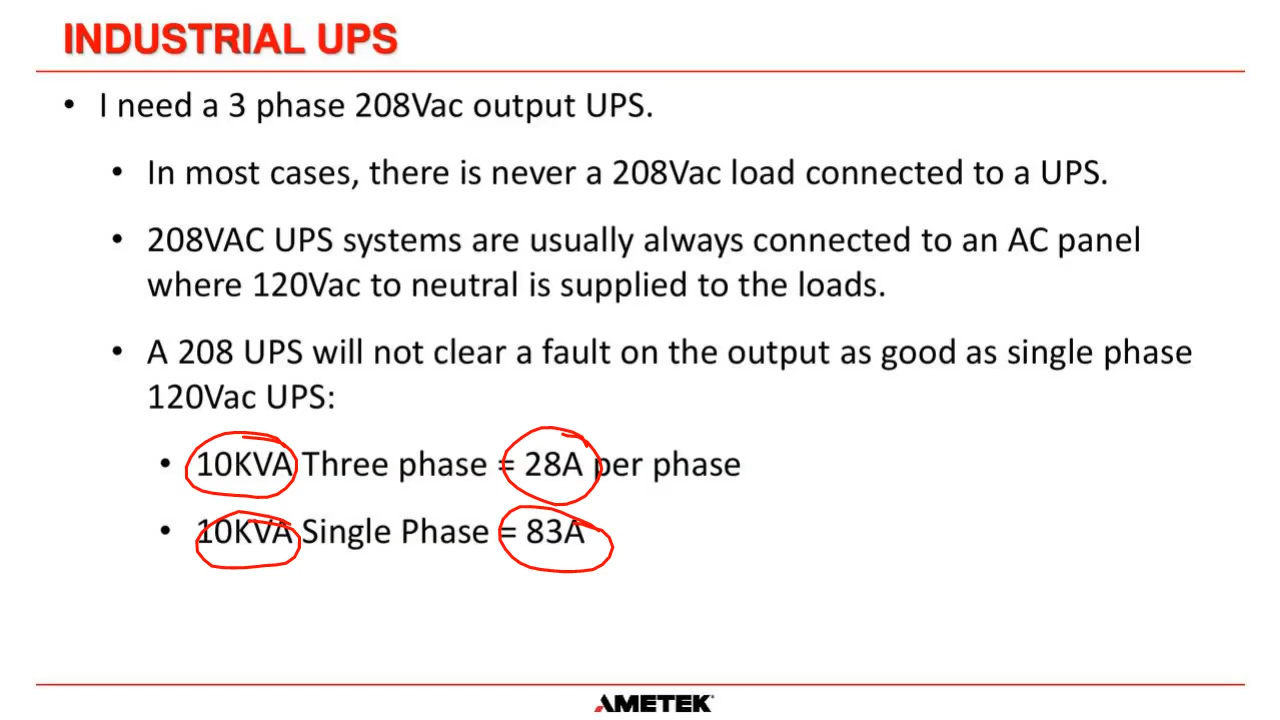 INDUSTRIAL UPS
• I need a 3 phase 208Vac output UPS.
• In most cases, there is never a 208Vac load connected to a UPS.
• 208VAC UPS systems are usually always connected to an AC panel
where 120Vac to neutral is supplied to the loads.
• A 208 UPS will not clear a fault on the output as good as single phase
120Vac UPS:
• 10KVA Three phase = 28A per phase
• 10KVA Single Phase = 83A
AMETEK